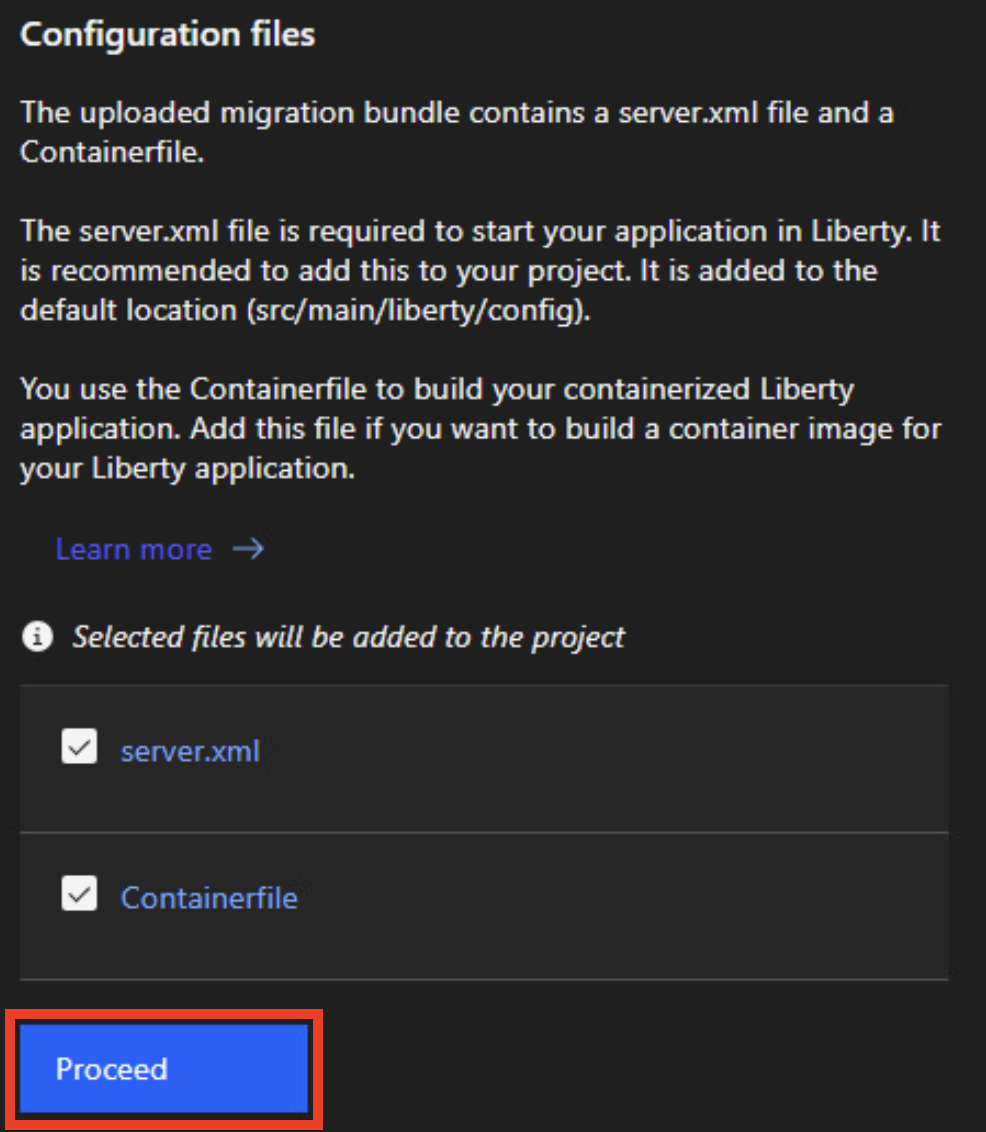 Configuration files
The uploaded migration bundle contains a server.xml file and a
Containerfile.
The server.xml file is required to start your application in Liberty. It
is recommended to add this to your project. It is added to the
default location (src/main/liberty/config).
You use the Containerfile to build your containerized Liberty
application. Add this file if you want to build a container image for
your Liberty application.
Learn more →
Selected files will be added to the project
server.xml
Containerfile
Proceed